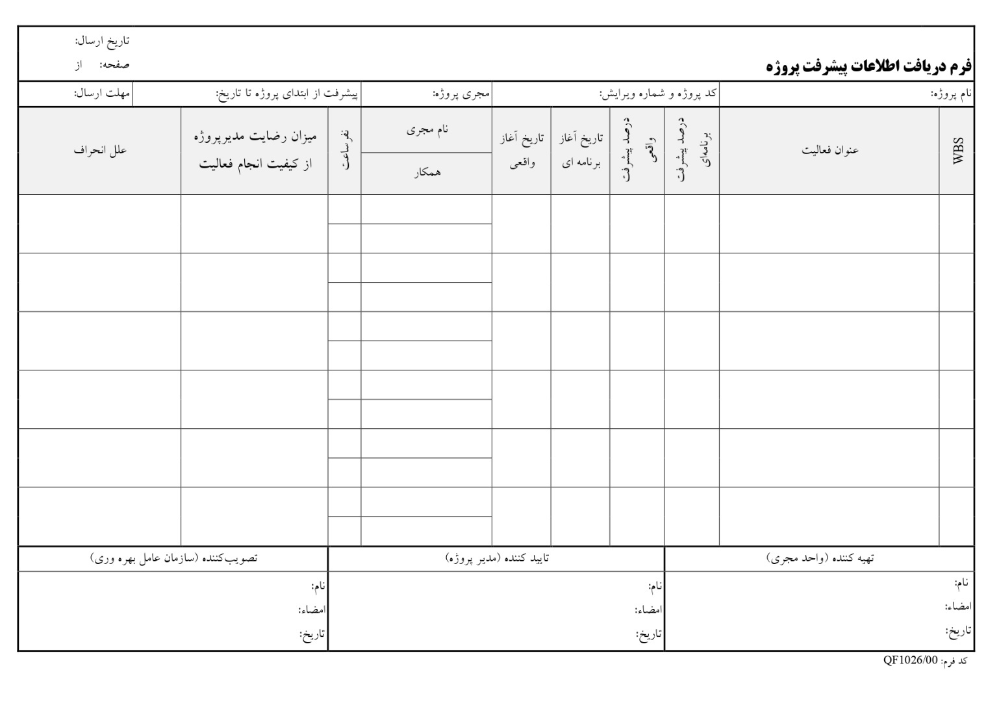 تاریخ ارسال:
صفحه: از
فرم دریافت اطلاعات پیشرفت پروژه
نام پروژه:
کد پروژه و شماره ویرایش:
مجری پروژه:
پیشرفت از ابتدای پروژه تا تاریخ:
مهلت ارسال:
WBS
عنوان فعالیت
درصد پیشرفت
برنامه‌ای
درصد پیشرفت
واقعی
تاریخ آغاز
برنامه ای
تاریخ آغاز
واقعی
نام مجری
همکار
نفرساعت
میزان رضایت مدیرپروژه
از کیفیت انجام فعالیت
علل انحراف
تهیه کننده (واحد مجری)
تایید کننده (مدیر پروژه)
تصویب‌کننده (سازمان عامل بهره وری)
نام:
امضاء:
تاریخ:
نام:
امضاء:
تاریخ:
نام:
امضاء:
تاریخ:
کد فرم: QF1026/00